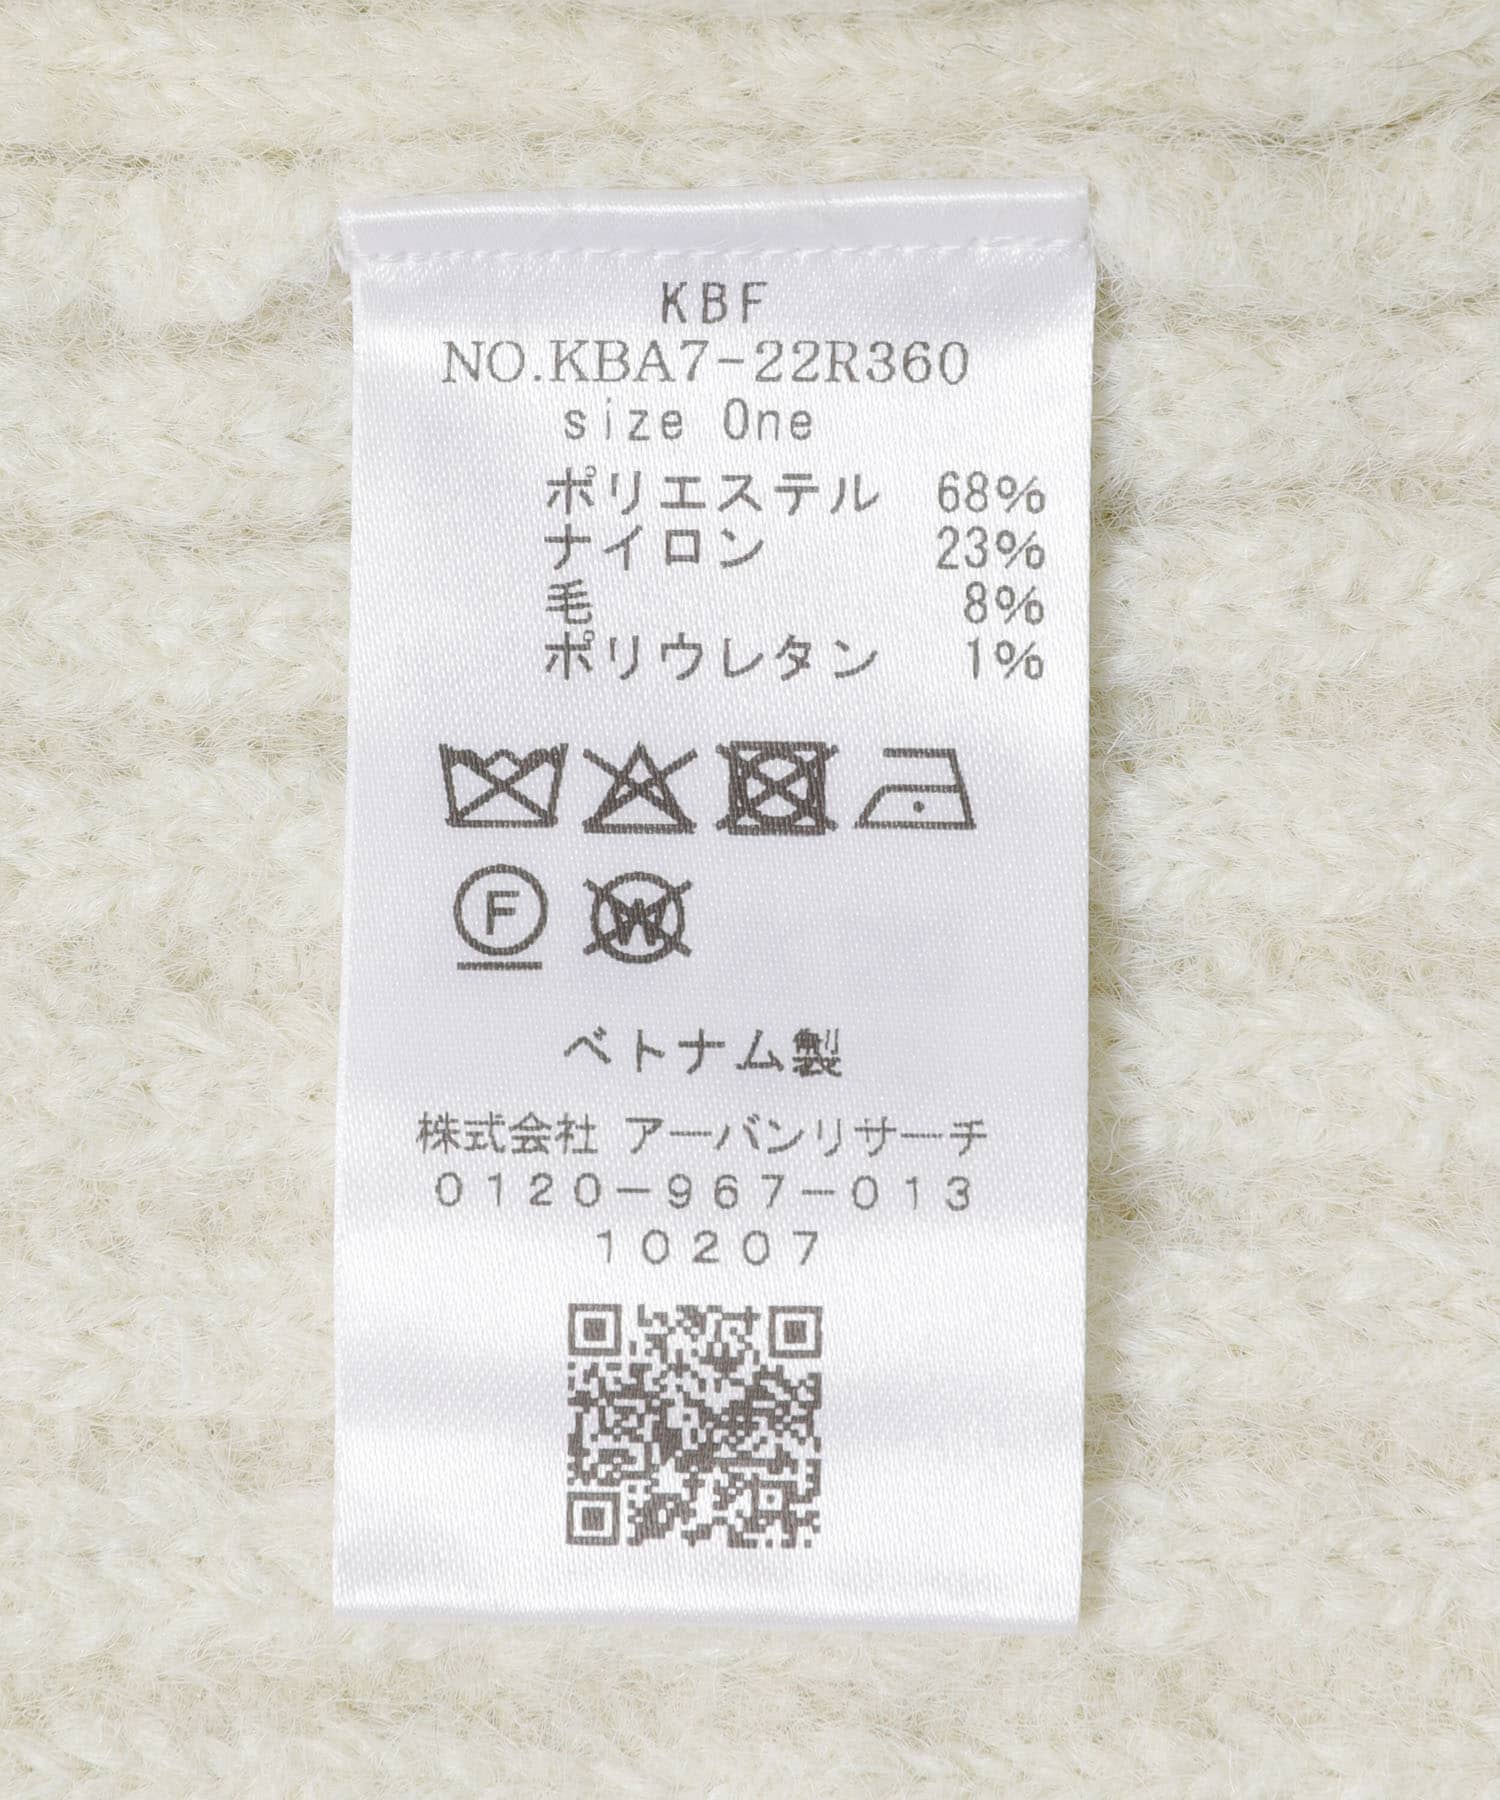 KBF
NO.KBA7-22R360
size One
ポリエステル 68%
ナイロン 23%
毛 8%
ポリウレタン 1%
F
W
ベトナム製
株式会社 アーバンリサーチ
0120-967-013
10207